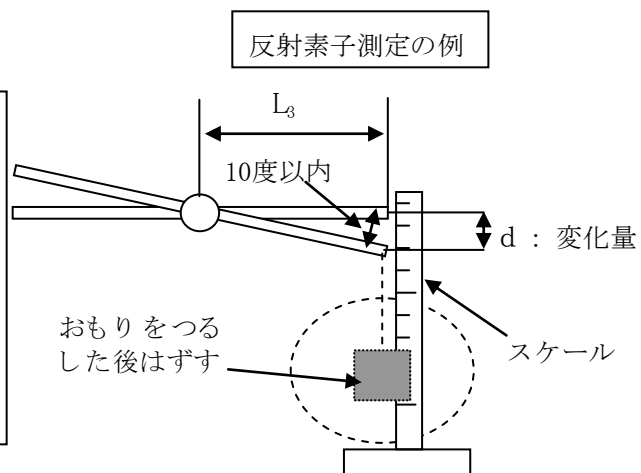 反射素子測定の例
L₃
10度以内
d : 変化量
おもりをつる
した後はずす
スケール